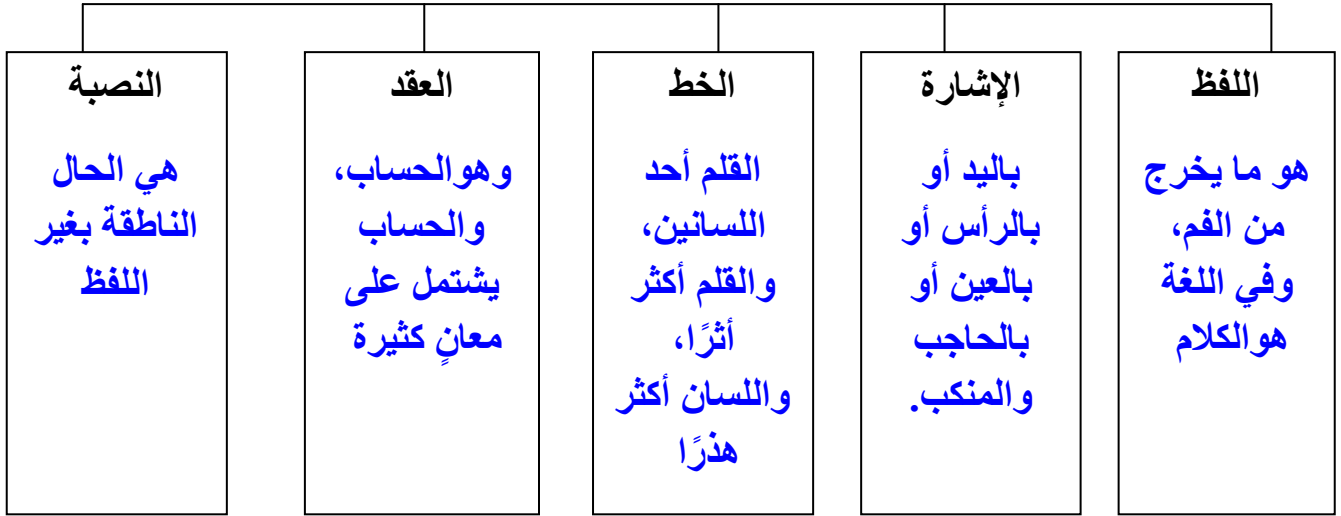 اللفظ
هو ما يخرج
من الفم،
وفي اللغة
هوالكلام
الإشارة
باليد أو
بالرأس أو
بالعين أو
بالحاجب
والمنكب.
الخط
القلم أحد
اللسانين،
والقلم أكثر
أثرًا،
واللسان أكثر
هذرًا
العقد
وهوالحساب،
والحساب
يشتمل على
معانٍ كثيرة
النصبة
هي الحال
الناطقة بغير
اللفظ